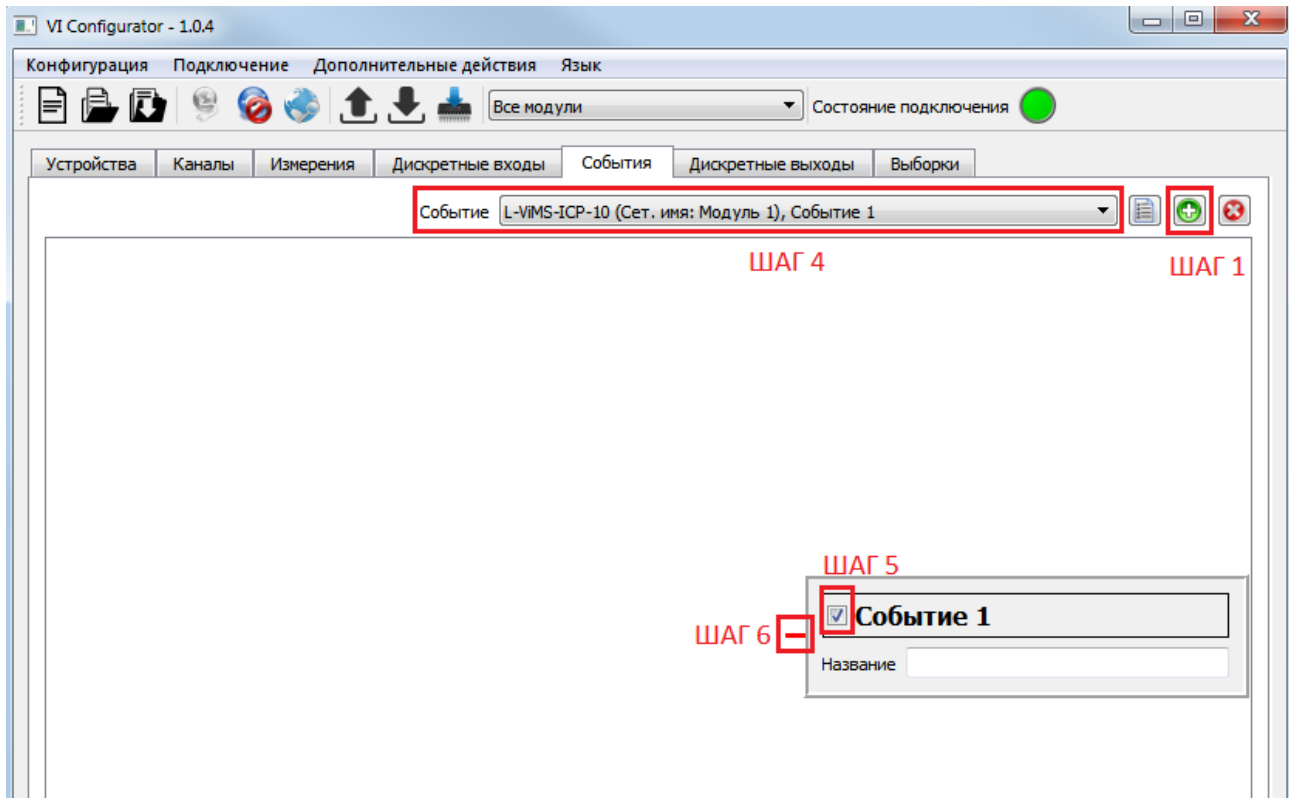 VI Configurator - 1.0.4
Конфигурация Подключение Дополнительные действия Язык
Все модули Состояние подключения
Устройства Каналы Измерения Дискретные входы События Дискретные выходы Выборки
Событие L-ViMS-ICP-10 (Сет. имя: Модуль 1), Событие 1
ШАГ 4 ШАГ 1
ШАГ 5
Событие 1
ШАГ 6
Название